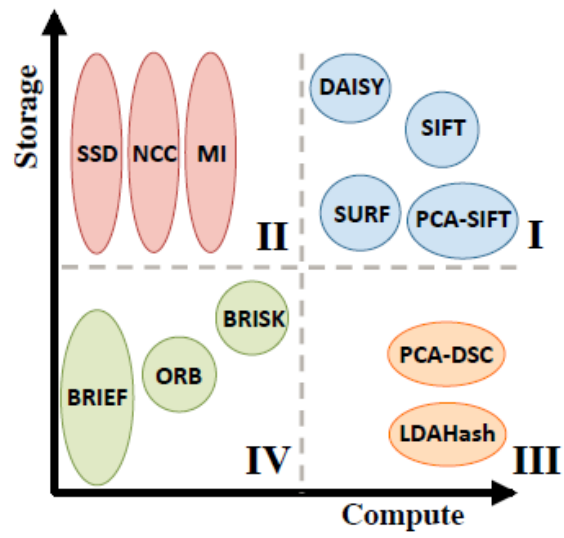 Storage
SSD
NCC
MI
II
DAISY
SIFT
SURF
PCA-SIFT
I
BRIEF
ORB
BRISK
IV
PCA-DSC
LDAHash
III
Compute